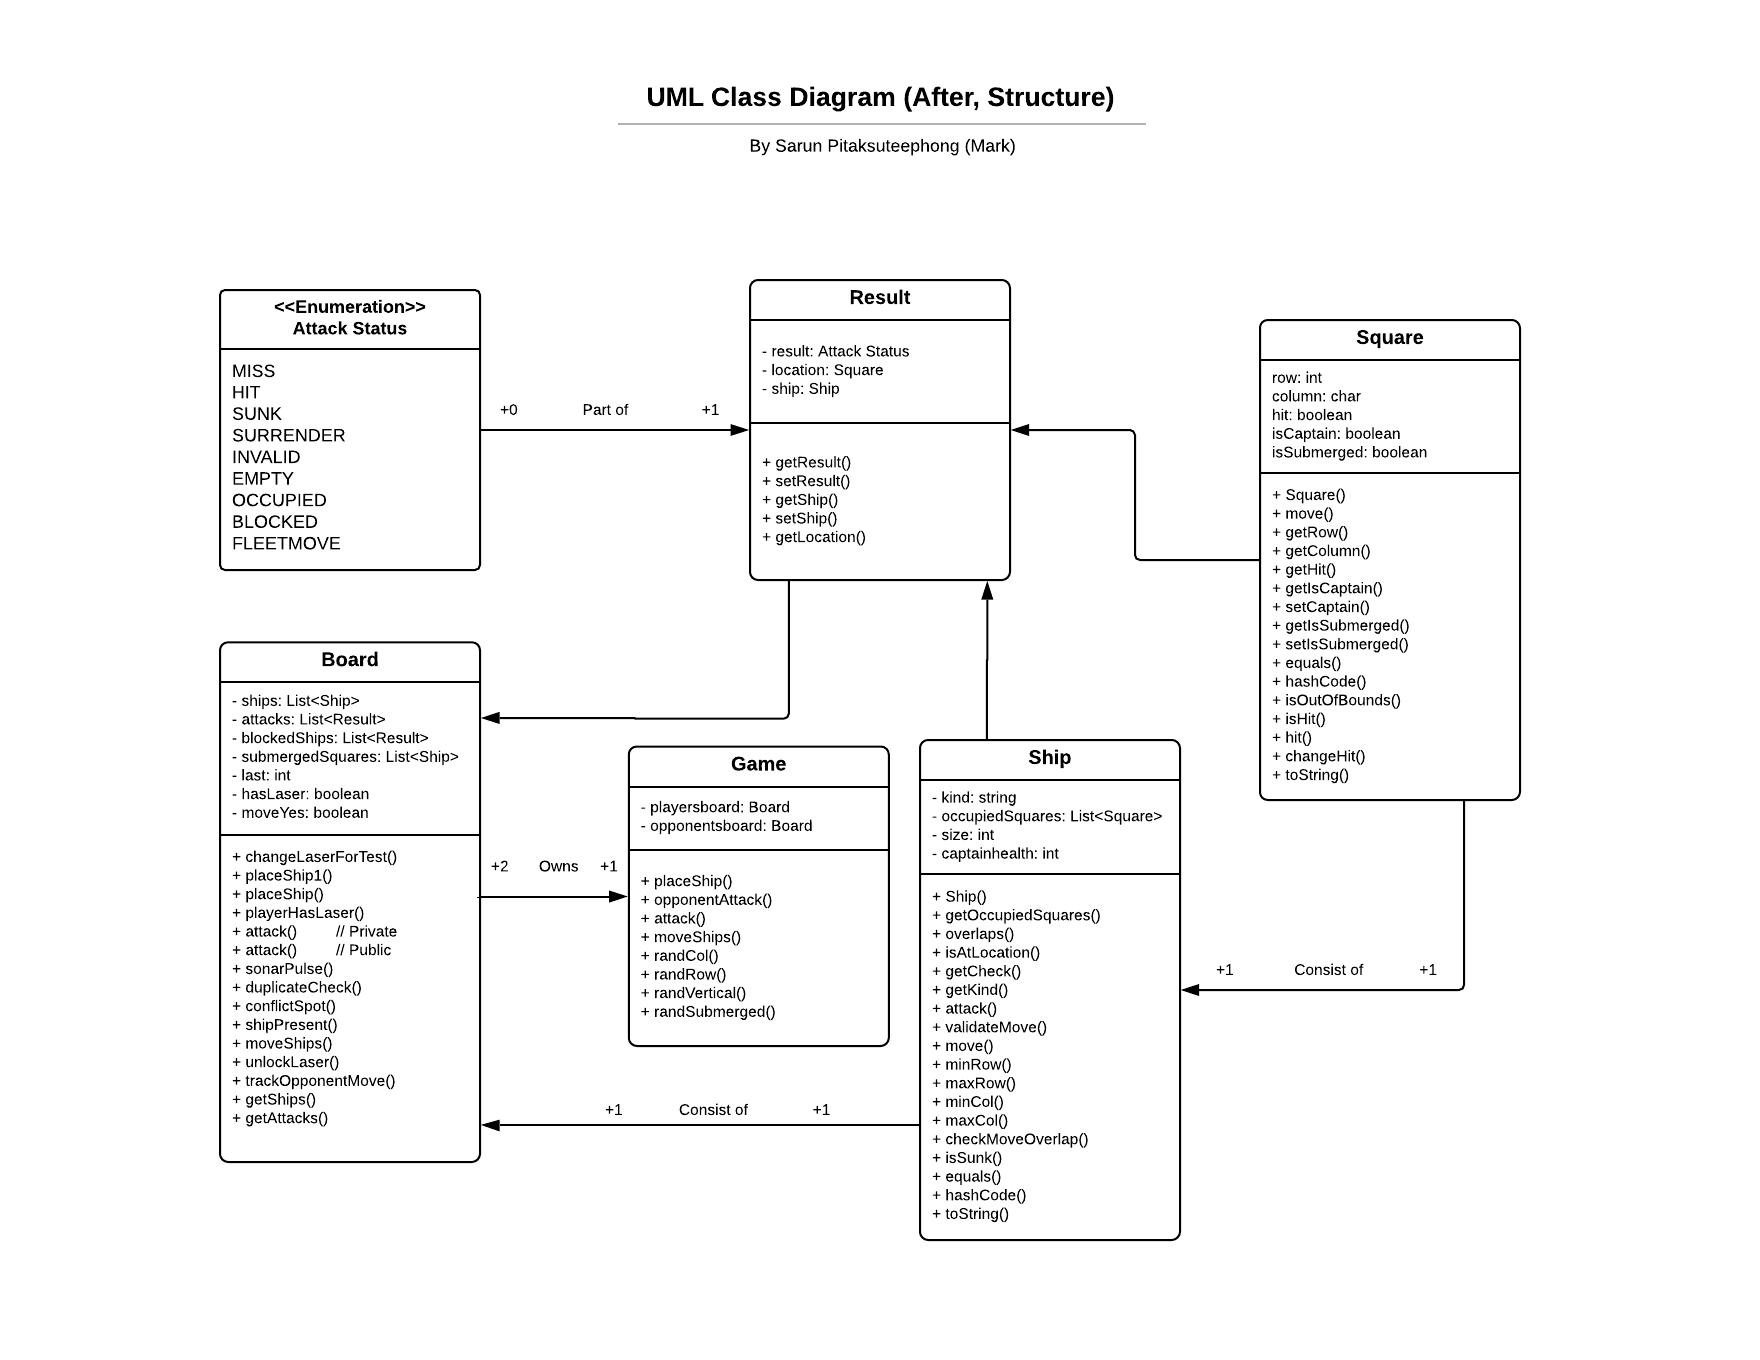 UML Class Diagram (After, Structure)
By Sarun Pitaksuteephong (Mark)
<<Enumeration>>
Attack Status
MISS
HIT
SUNK
SURRENDER
INVALID
EMPTY
OCCUPIED
BLOCKED
FLEETMOVE
+0 Part of +1
Result
- result: Attack Status
- location: Square
- ship: Ship
+ getResult()
+ setResult()
+ getShip()
+ setShip()
+ getLocation()
Square
row: int
column: char
hit: boolean
isCaptain: boolean
isSubmerged: boolean
+ Square()
+ move()
+ getRow()
+ getColumn()
+ getHit()
+ getIsCaptain()
+ setCaptain()
+ getIsSubmerged()
+ setIsSubmerged()
+ equals()
+ hashCode()
+ isOutOfBounds()
+ isHit()
+ hit()
+ changeHit()
+ toString()
Board
- ships: List<Ship>
- attacks: List<Result>
- blockedShips: List<Result>
- submergedSquares: List<Ship>
- last: int
- hasLaser: boolean
- moveYes: boolean
+ changeLaserForTest()
+ placeShip1()
+ placeShip()
+ playerHasLaser()
+ attack() // Private
+ attack() // Public
+ sonarPulse()
+ duplicateCheck()
+ conflictSpot()
+ shipPresent()
+ moveShips()
+ unlockLaser()
+ trackOpponentMove()
+ getShips()
+ getAttacks()
+2 Owns +1
Game
- playersboard: Board
- opponentsboard: Board
+ placeShip()
+ opponentAttack()
+ attack()
+ moveShips()
+ randCol()
+ randRow()
+ randVertical()
+ randSubmerged()
+1 Consist of +1
Ship
- kind: string
- occupiedSquares: List<Square>
- size: int
- captainhealth: int
+ Ship()
+ getOccupiedSquares()
+ overlaps()
+ isAtLocation()
+ getCheck()
+ getKind()
+ attack()
+ validateMove()
+ move()
+ minRow()
+ maxRow()
+ minCol()
+ maxCol()
+ checkMoveOverlap()
+ isSunk()
+ equals()
+ hashCode()
+ toString()
+1 Consist of +1